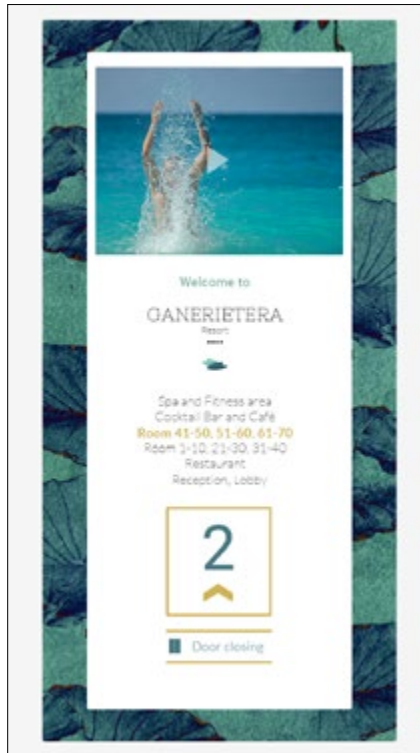 Welcome to
GANERIETERA
Resort
Spa and Fitness area
Cocktail Bar and Café
Room 41-50, 51-60, 61-70
Room 1-10, 21-30, 31-40
Restaurant
Reception, Lobby
2
Door closing